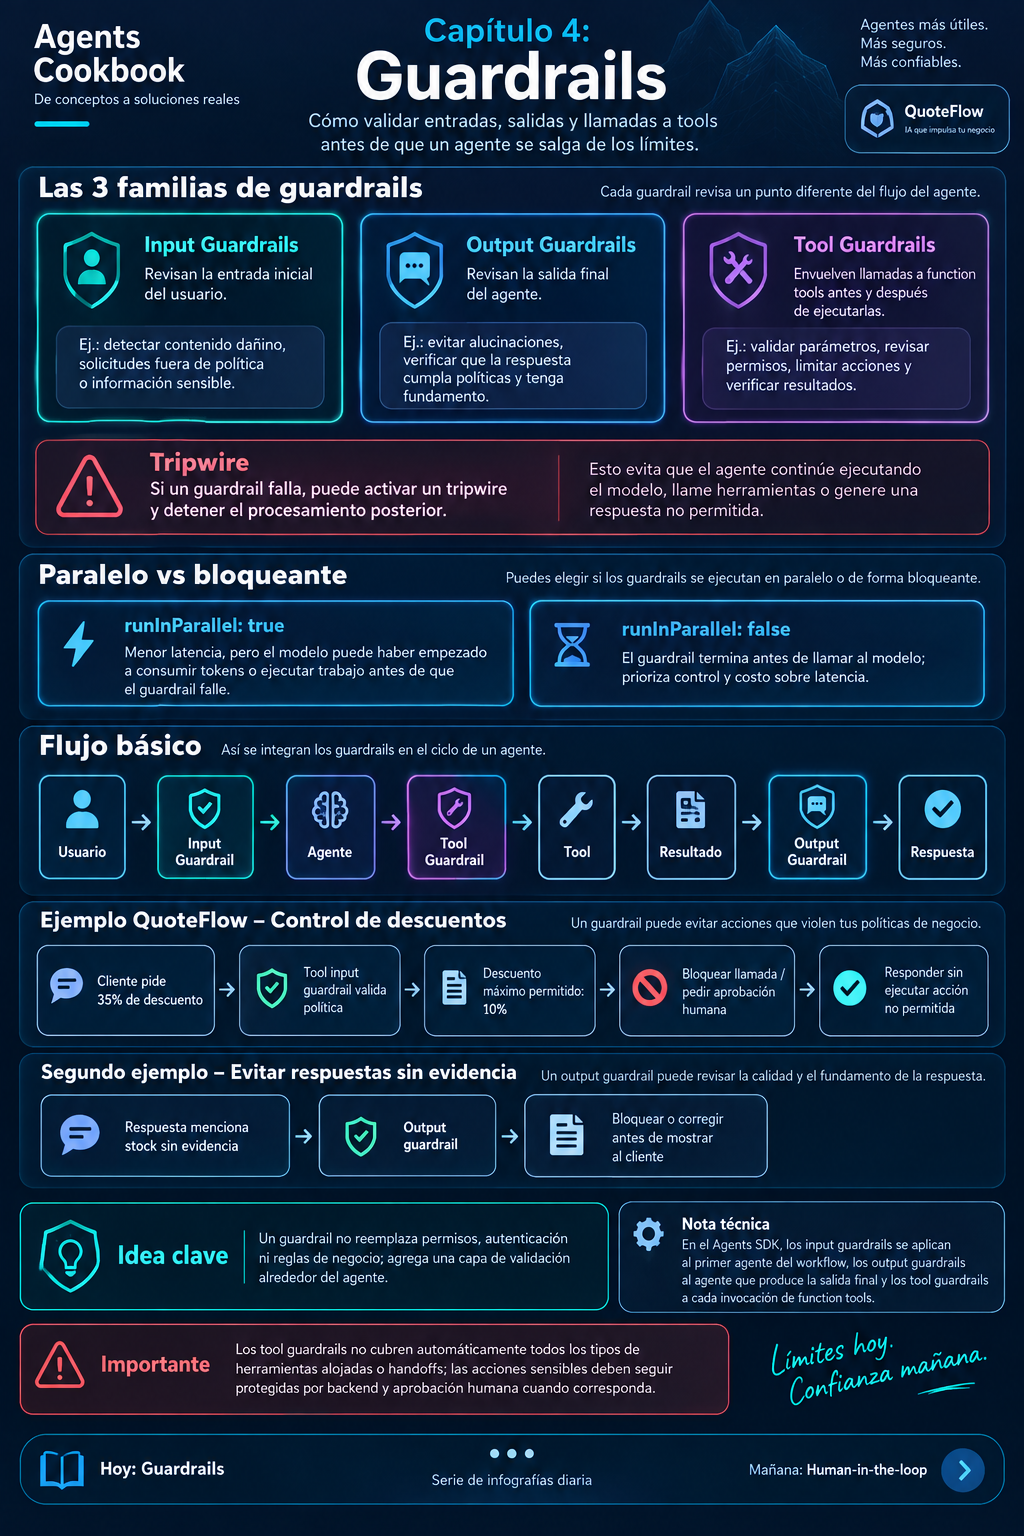 Agents
Cookbook
De conceptos a soluciones reales
Capítulo 4:
Guardrails
Cómo validar entradas, salidas y llamadas a tools
antes de que un agente se salga de los límites.
Agentes más útiles.
Más seguros.
Más confiables.
QuoteFlow
IA que impulsa tu negocio
Las 3 familias de guardrails
Cada guardrail revisa un punto diferente del flujo del agente.
Input Guardrails
Revisan la entrada inicial
del usuario.
Ej.: detectar contenido dañino,
solicitudes fuera de política
o información sensible.
Output Guardrails
Revisan la salida final
del agente.
Ej.: evitar alucinaciones,
verificar que la respuesta
cumpla políticas y tenga
fundamento.
Tool Guardrails
Envuelven llamadas a function
tools antes y después
de ejecutarlas.
Ej.: validar parámetros, revisar
permisos, limitar acciones y
verificar resultados.
Tripwire
Si un guardrail falla, puede activar un tripwire
y detener el procesamiento posterior.
Esto evita que el agente continúe ejecutando
el modelo, llame herramientas o genere una
respuesta no permitida.
Paralelo vs bloqueante
Puedes elegir si los guardrails se ejecutan en paralelo o de forma bloqueante.
runInParallel: true
Menor latencia, pero el modelo puede haber empezado
a consumir tokens o ejecutar trabajo antes de que
el guardrail falle.
runInParallel: false
El guardrail termina antes de llamar al modelo;
prioriza control y costo sobre latencia.
Flujo básico
Así se integran los guardrails en el ciclo de un agente.
Usuario
Input
Guardrail
Agente
Tool
Guardrail
Tool
Resultado
Output
Guardrail
Respuesta
Ejemplo QuoteFlow – Control de descuentos
Un guardrail puede evitar acciones que violen tus políticas de negocio.
Cliente pide
35% de descuento
Tool input
guardrail valida
política
Descuento
máximo permitido:
10%
Bloquear llamada /
pedir aprobación
humana
Responder sin
ejecutar acción
no permitida
Segundo ejemplo – Evitar respuestas sin evidencia
Un output guardrail puede revisar la calidad y el fundamento de la respuesta.
Respuesta menciona
stock sin evidencia
Output
guardrail
Bloquear o corregir
antes de mostrar
al cliente
Idea clave
Un guardrail no reemplaza permisos, autenticación
ni reglas de negocio; agrega una capa de validación
alrededor del agente.
Nota técnica
En el Agents SDK, los input guardrails se aplican
al primer agente del workflow, los output guardrails
al agente que produce la salida final y los tool guardrails
a cada invocación de function tools.
Importante
Los tool guardrails no cubren automáticamente todos los tipos de
herramientas alojadas o handoffs; las acciones sensibles deben seguir
protegidas por backend y aprobación humana cuando corresponda.
Límites hoy.
Confianza mañana.
Hoy: Guardrails
Serie de infografías diaria
Mañana: Human-in-the-loop